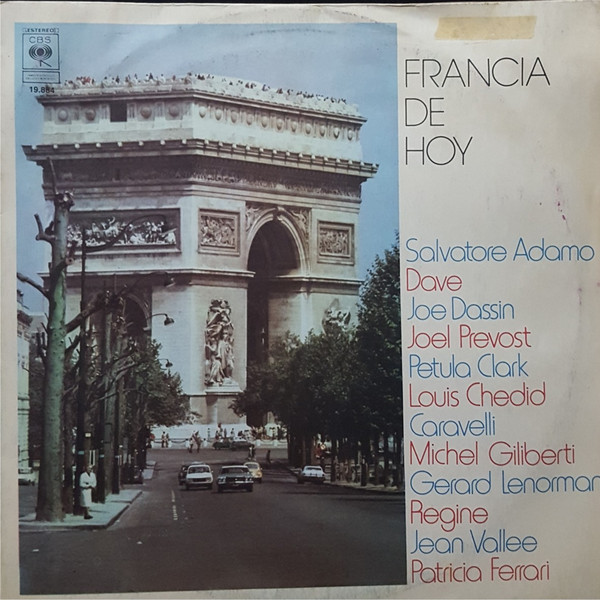 ESTEREO
CBS
19.864
FRANCIA
DE
HOY
Salvatore Adamo
Dave
Joe Dassin
Joel Prevost
Petula Clark
Louis Chedid
Caravelli
Michel Giliberti
Gerard Lenorman
Regine
Jean Vallee
Patricia Ferrari